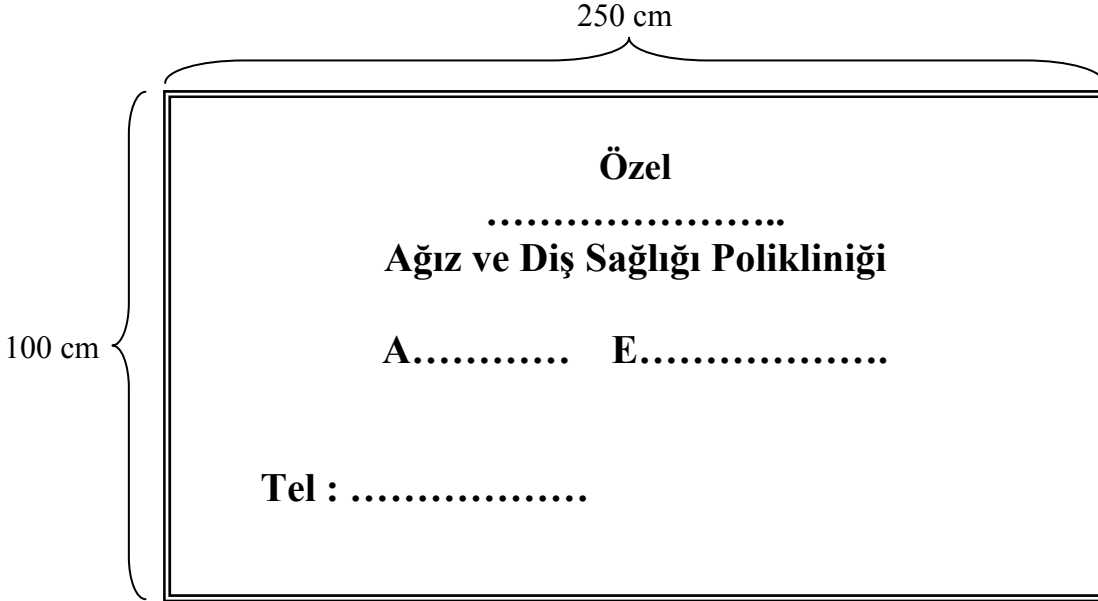 250 cm
Özel
……………………..
Ağız ve Diş Sağlığı Polikliniği
100 cm
A………… E……………….
Tel : ………………